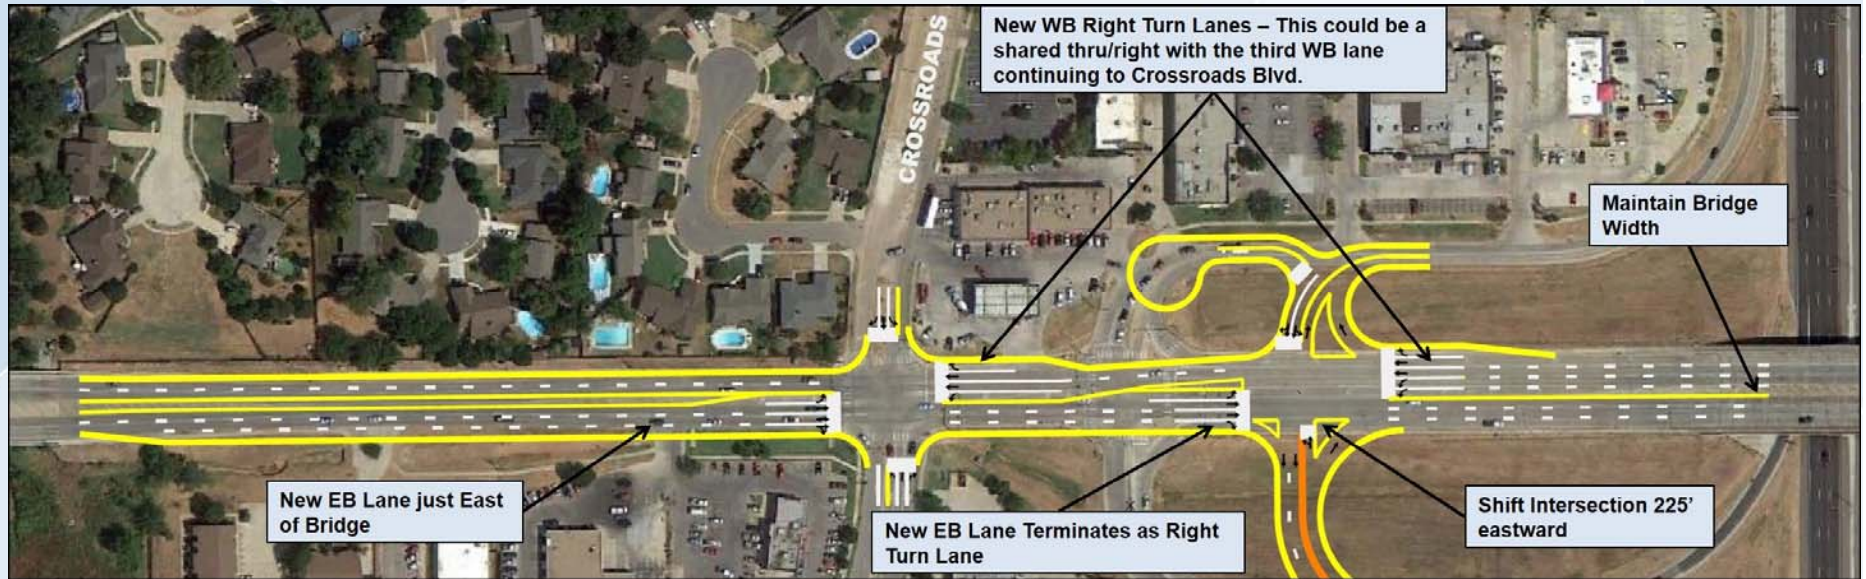 New WB Right Turn Lanes – This could be a
shared thru/right with the third WB lane
continuing to Crossroads Blvd.
CROSSROADS
Maintain Bridge
Width
New EB Lane just East
of Bridge
New EB Lane Terminates as Right
Turn Lane
Shift Intersection 225’
eastward